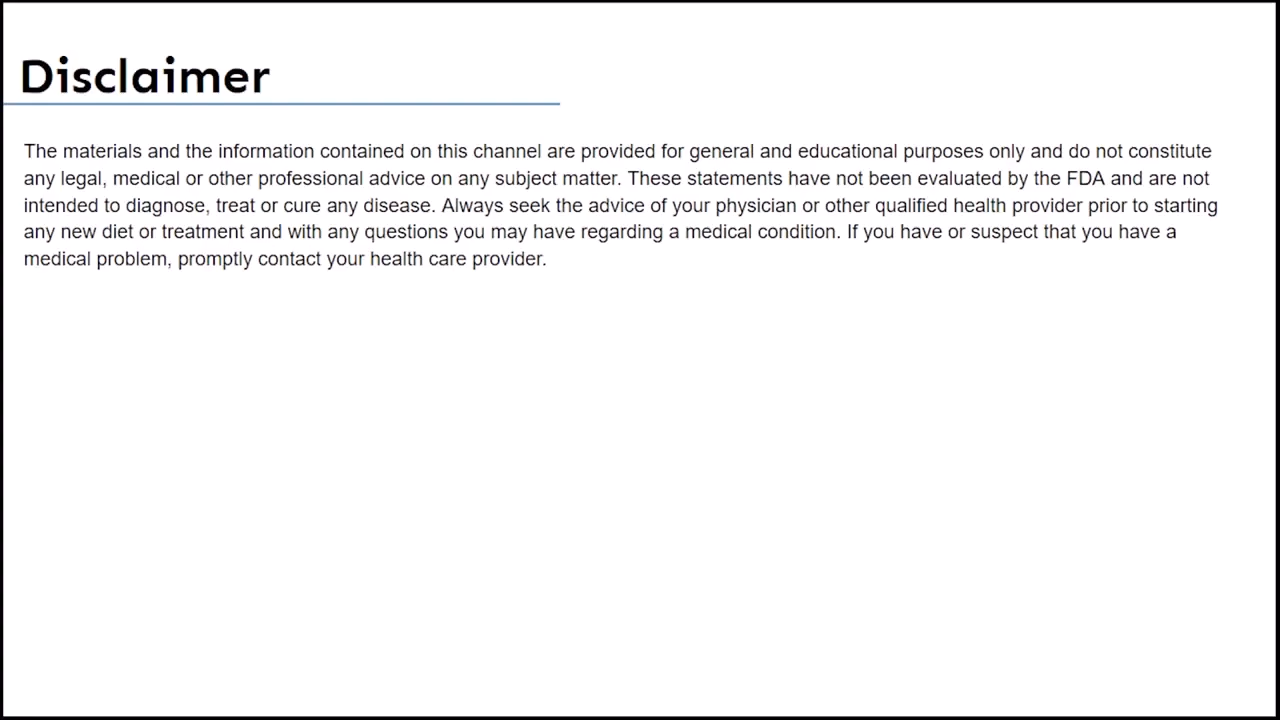 Disclaimer
The materials and the information contained on this channel are provided for general and educational purposes only and do not constitute
any legal, medical or other professional advice on any subject matter. These statements have not been evaluated by the FDA and are not
intended to diagnose, treat or cure any disease. Always seek the advice of your physician or other qualified health provider prior to starting
any new diet or treatment and with any questions you may have regarding a medical condition. If you have or suspect that you have a
medical problem, promptly contact your health care provider.